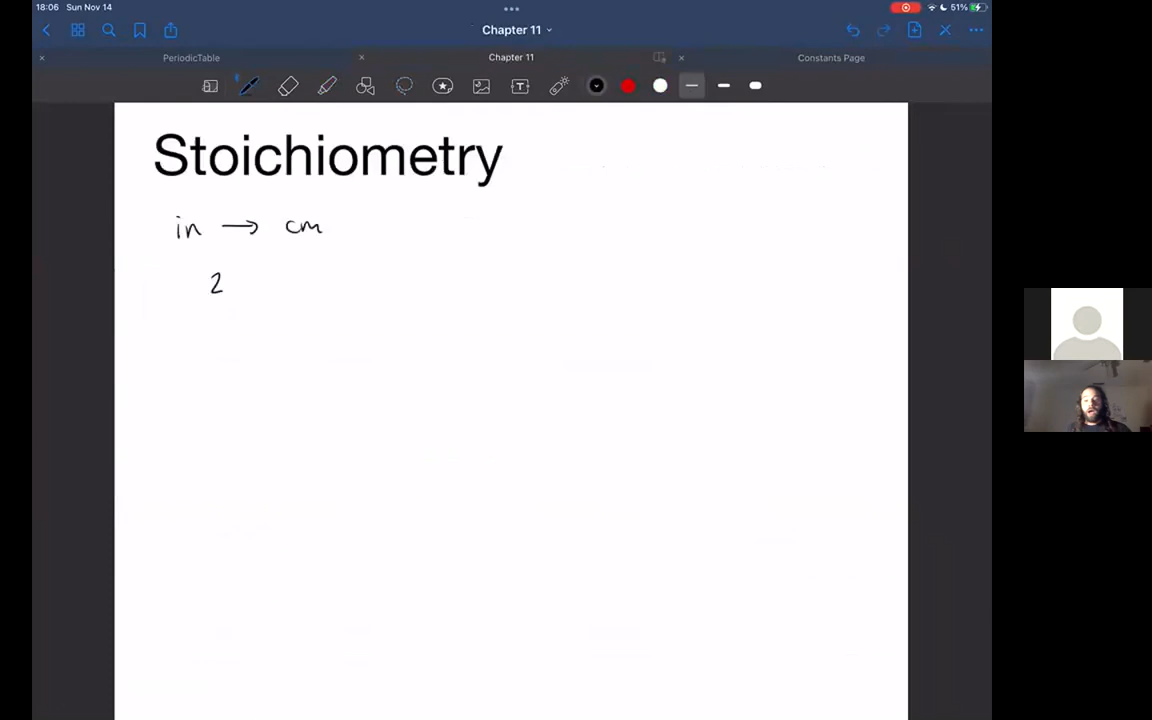 18:06 Sun Nov 14
51%
Chapter 11
PeriodicTable Chapter 11 Constants Page
Stoichiometry
in → cm
2